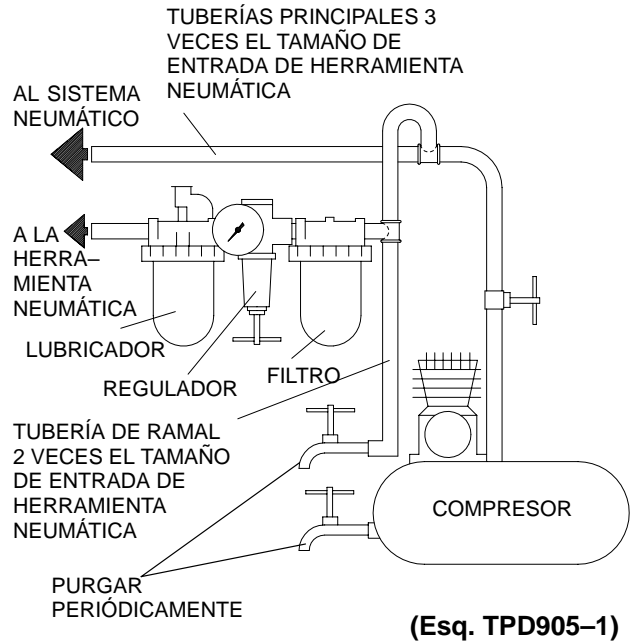 TUBERÍAS PRINCIPALES 3
VECES EL TAMAÑO DE
ENTRADA DE HERRAMIENTA
NEUMÁTICA
AL SISTEMA
NEUMÁTICO
A LA
HERRA–
MIENTA
NEUMÁTICA
LUBRICADOR
REGULADOR
FILTRO
TUBERÍA DE RAMAL
2 VECES EL TAMAÑO
DE ENTRADA DE
HERRAMIENTA
NEUMÁTICA
COMPRESOR
PURGAR
PERIÓDICAMENTE
(Esq. TPD905–1)